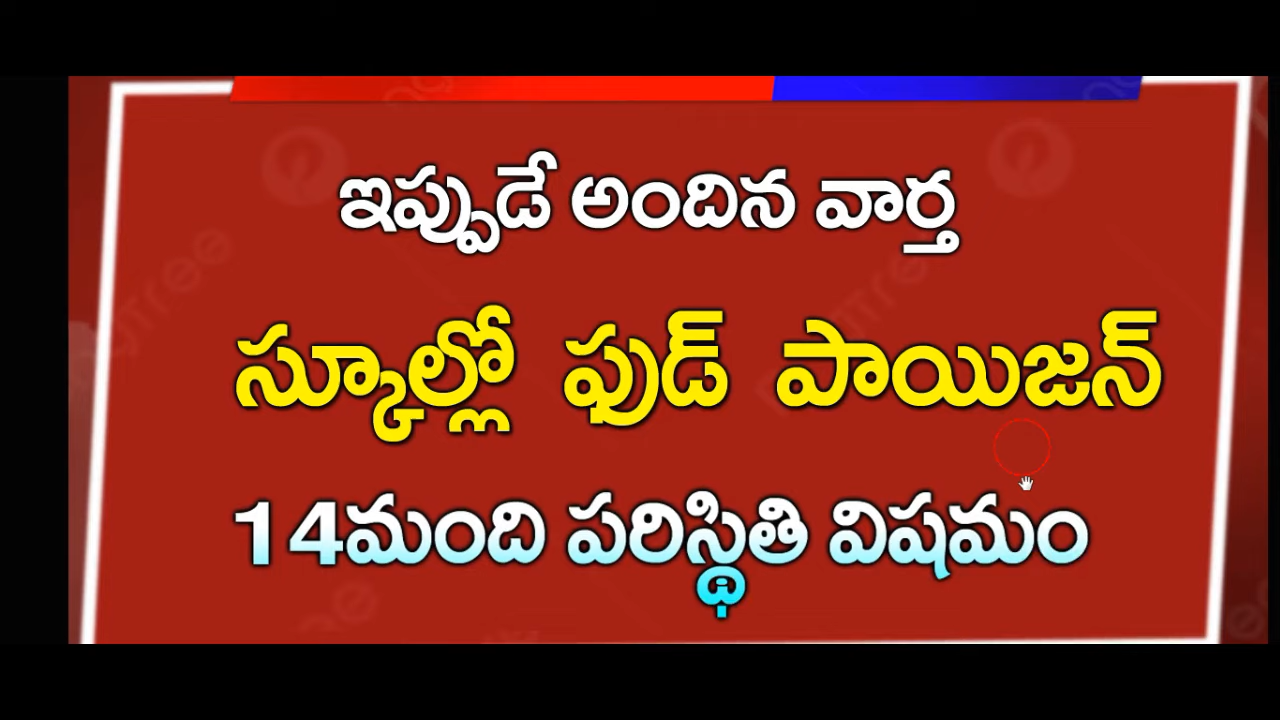 ఇప్పుడే అందిన వార్త
స్కూల్లో ఫుడ్ పాయిజన్
14మంది పరిస్థితి విషమం